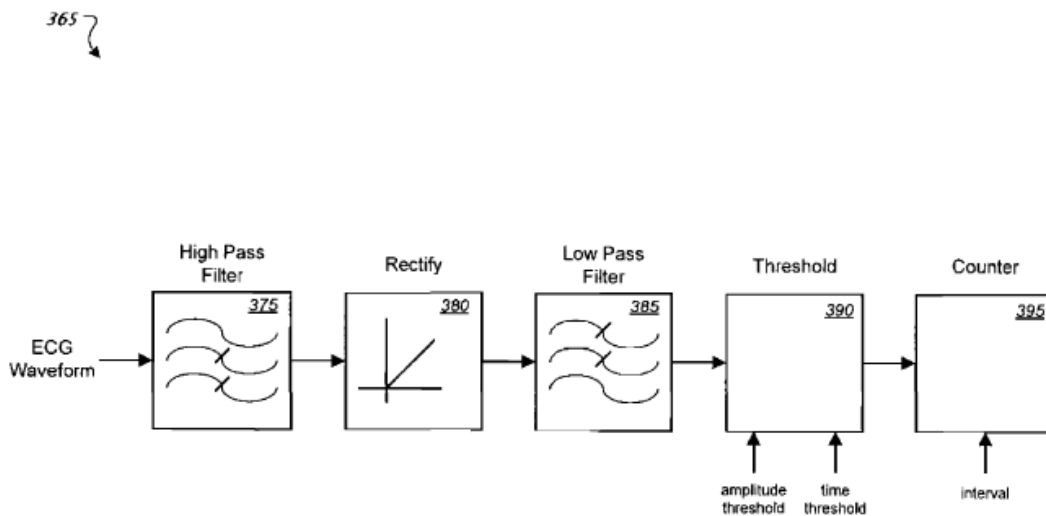 365
High Pass
Filter
375
Rectify
380
Low Pass
Filter
385
Threshold
390
Counter
395
ECG
Waveform
amplitude
threshold
time
threshold
interval